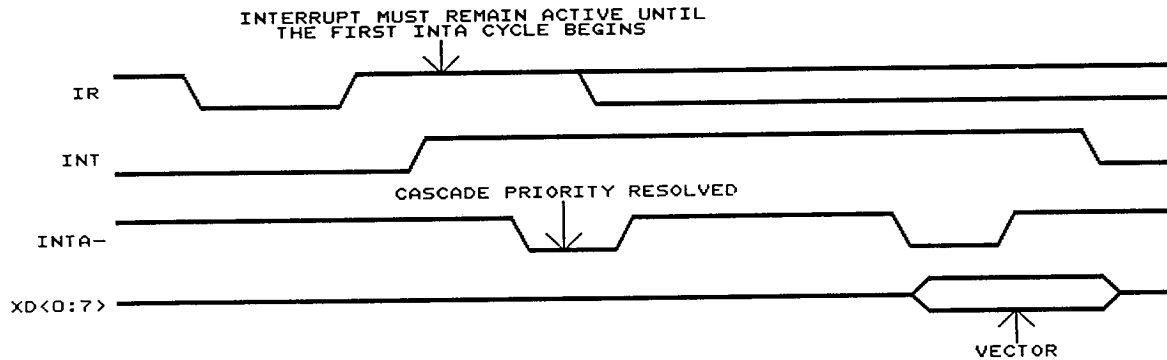 INTERRUPT MUST REMAIN ACTIVE UNTIL
THE FIRST INTA CYCLE BEGINS
IR
INT
CASCADE PRIORITY RESOLVED
INTA-
XD<0:7>
VECTOR